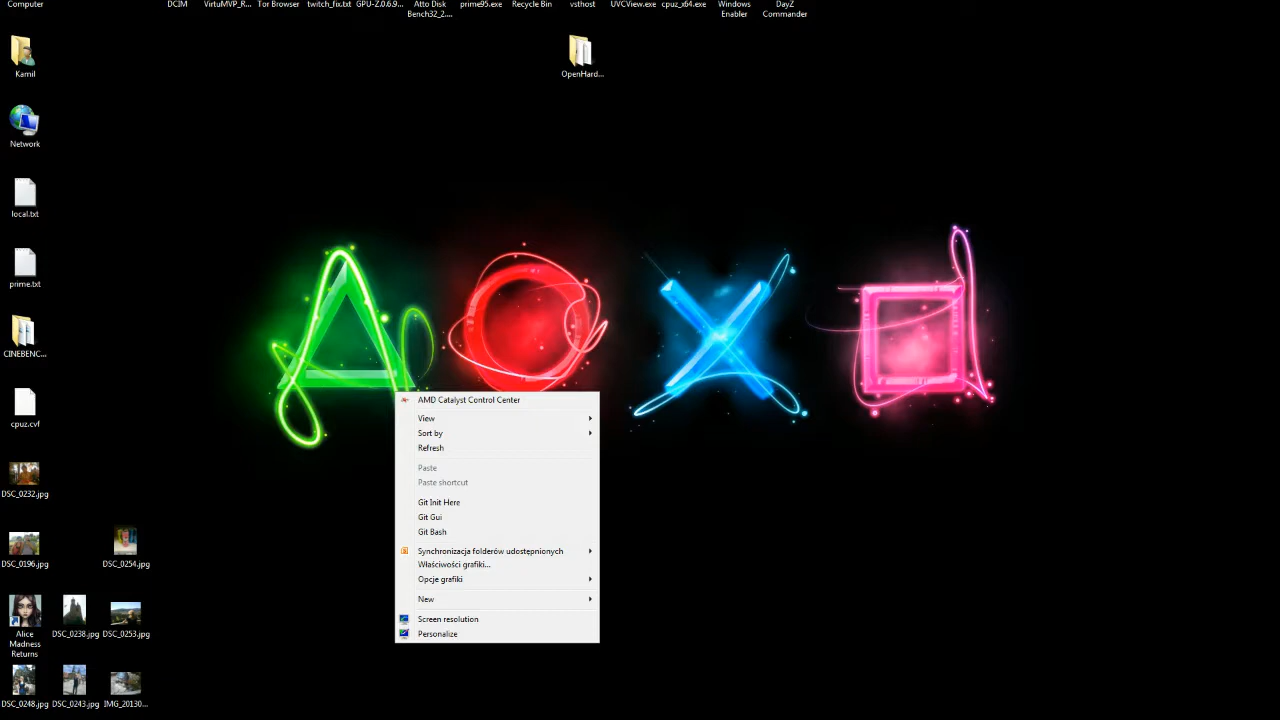 Computer
DCIM
VirtuMVP_R...
Tor Browser
twitch_fix.txt
GPU-Z.0.6.9...
Atto Disk
Bench32_2....
prime95.exe
Recycle Bin
vsthost
UVCView.exe
cpuz_x64.exe
Windows
Enabler
DayZ
Commander
Kamil
OpenHard...
Network
local.txt
prime.txt
CINEBENC...
cpuz.cvf
DSC_0232.jpg
DSC_0196.jpg
DSC_0254.jpg
Alice
Madness
Returns
DSC_0238.jpg
DSC_0253.jpg
DSC_0248.jpg
DSC_0243.jpg
IMG_20130...
AMD Catalyst Control Center
View
Sort by
Refresh
Paste
Paste shortcut
Git Init Here
Git Gui
Git Bash
Synchronizacja folderów udostępnionych
Właściwości grafiki...
Opcje grafiki
New
Screen resolution
Personalize